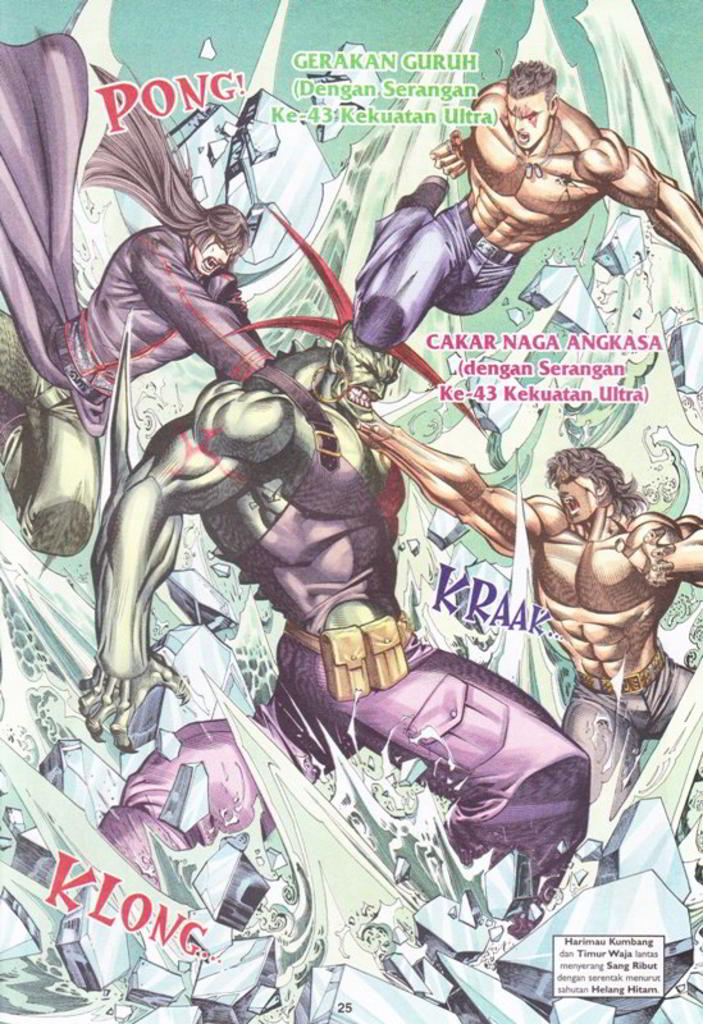 PONG!
GERAKAN GURUH
(Dengan Serangan
Ke-43 Kekuatan Ultra)
CAKAR NAGA ANGKASA
(dengan Serangan
Ke-43 Kekuatan Ultra)
KRAAK...
KLONG...
Harimau Kumbang
dan Timur Waja lantas
menyerang Sang Ribut
dengan serentak menurut
sahutan Helang Hitam.
25